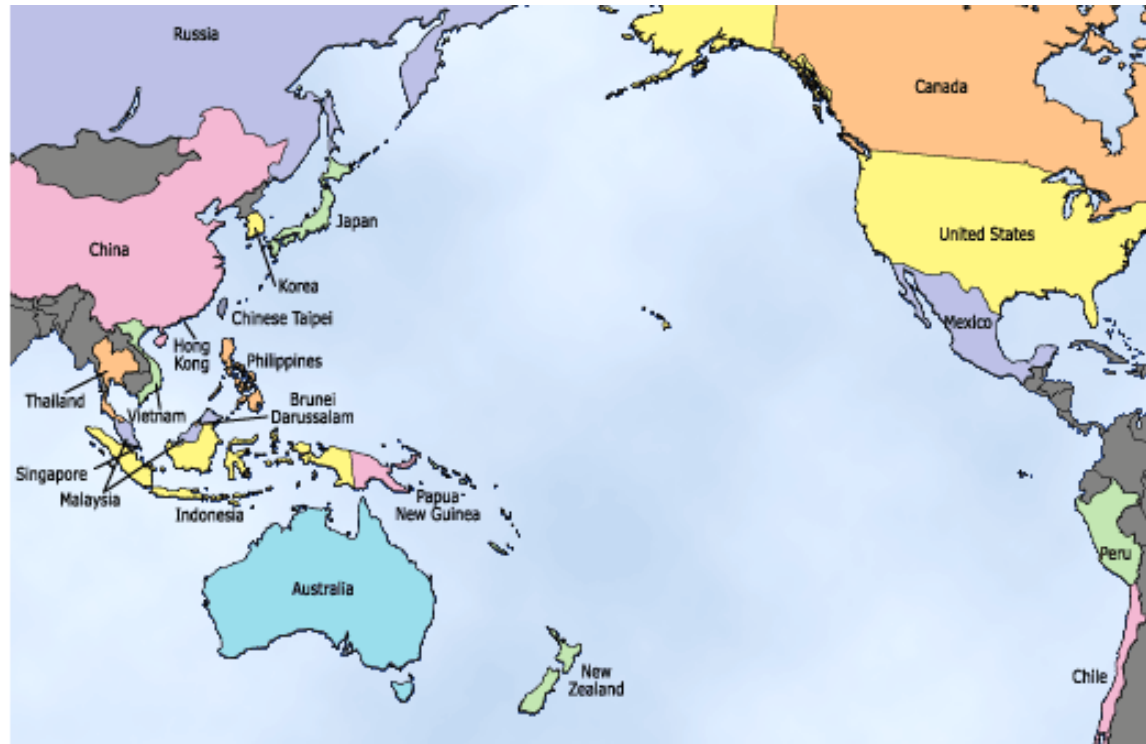 Russia
Canada
Japan
United States
China
Korea
Chinese Taipei
Mexico
Hong
Kong
Philippines
Thailand
Vietnam
Brunei
Darussalam
Singapore
Malaysia
Indonesia
Papua-
New Guinea
Peru
Australia
New
Zealand
Chile